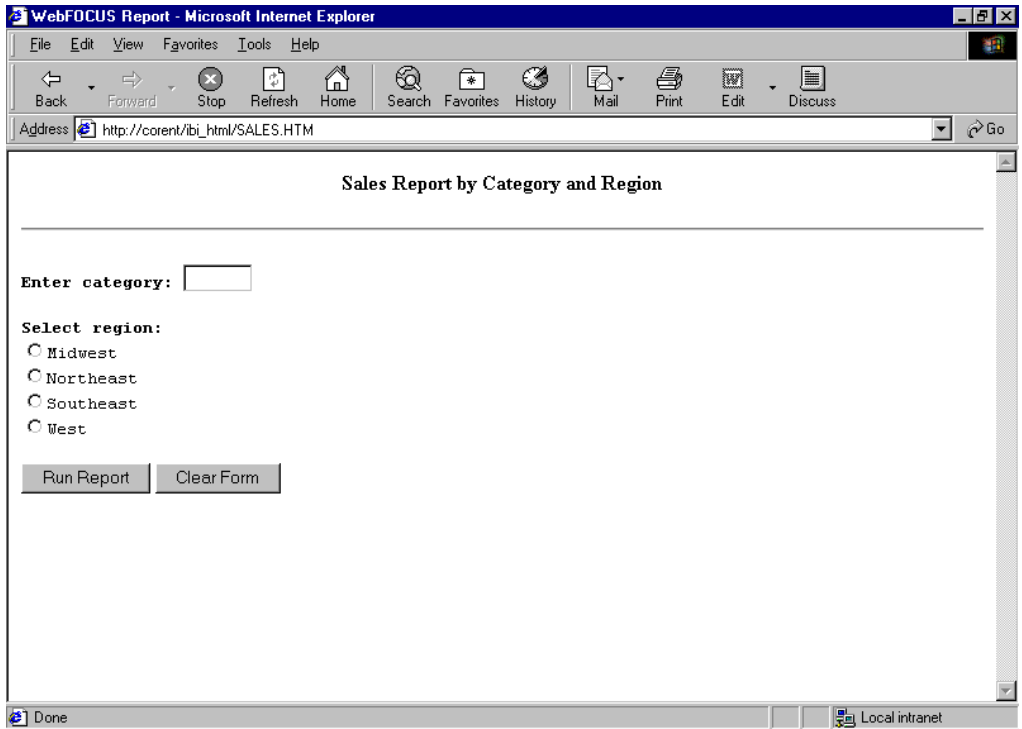 WebFOCUS Report - Microsoft Internet Explorer
File Edit View Favorites Tools Help
Back Forward Stop Refresh Home Search Favorites History Mail Print Edit Discuss
Address http://corent/ibi_html/SALES.HTM Go
Sales Report by Category and Region
Enter category:
Select region:
Midwest
Northeast
Southeast
West
Run Report Clear Form
Done Local intranet